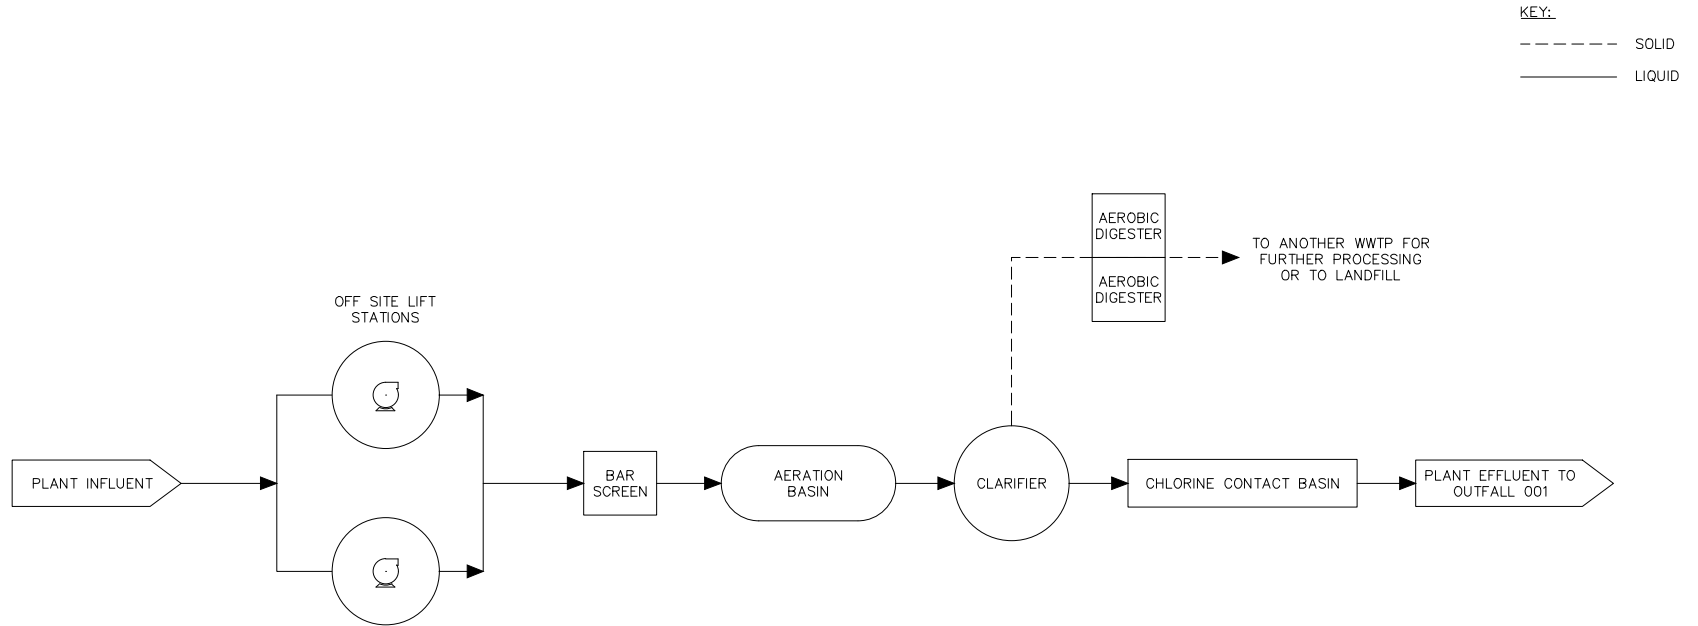 KEY:
SOLID
LIQUID
AEROBIC
DIGESTER
AEROBIC
DIGESTER
TO ANOTHER WWTP FOR
FURTHER PROCESSING
OR TO LANDFILL
OFF SITE LIFT
STATIONS
PLANT INFLUENT
BAR
SCREEN
AERATION
BASIN
CLARIFIER
CHLORINE CONTACT BASIN
PLANT EFFLUENT TO
OUTFALL 001